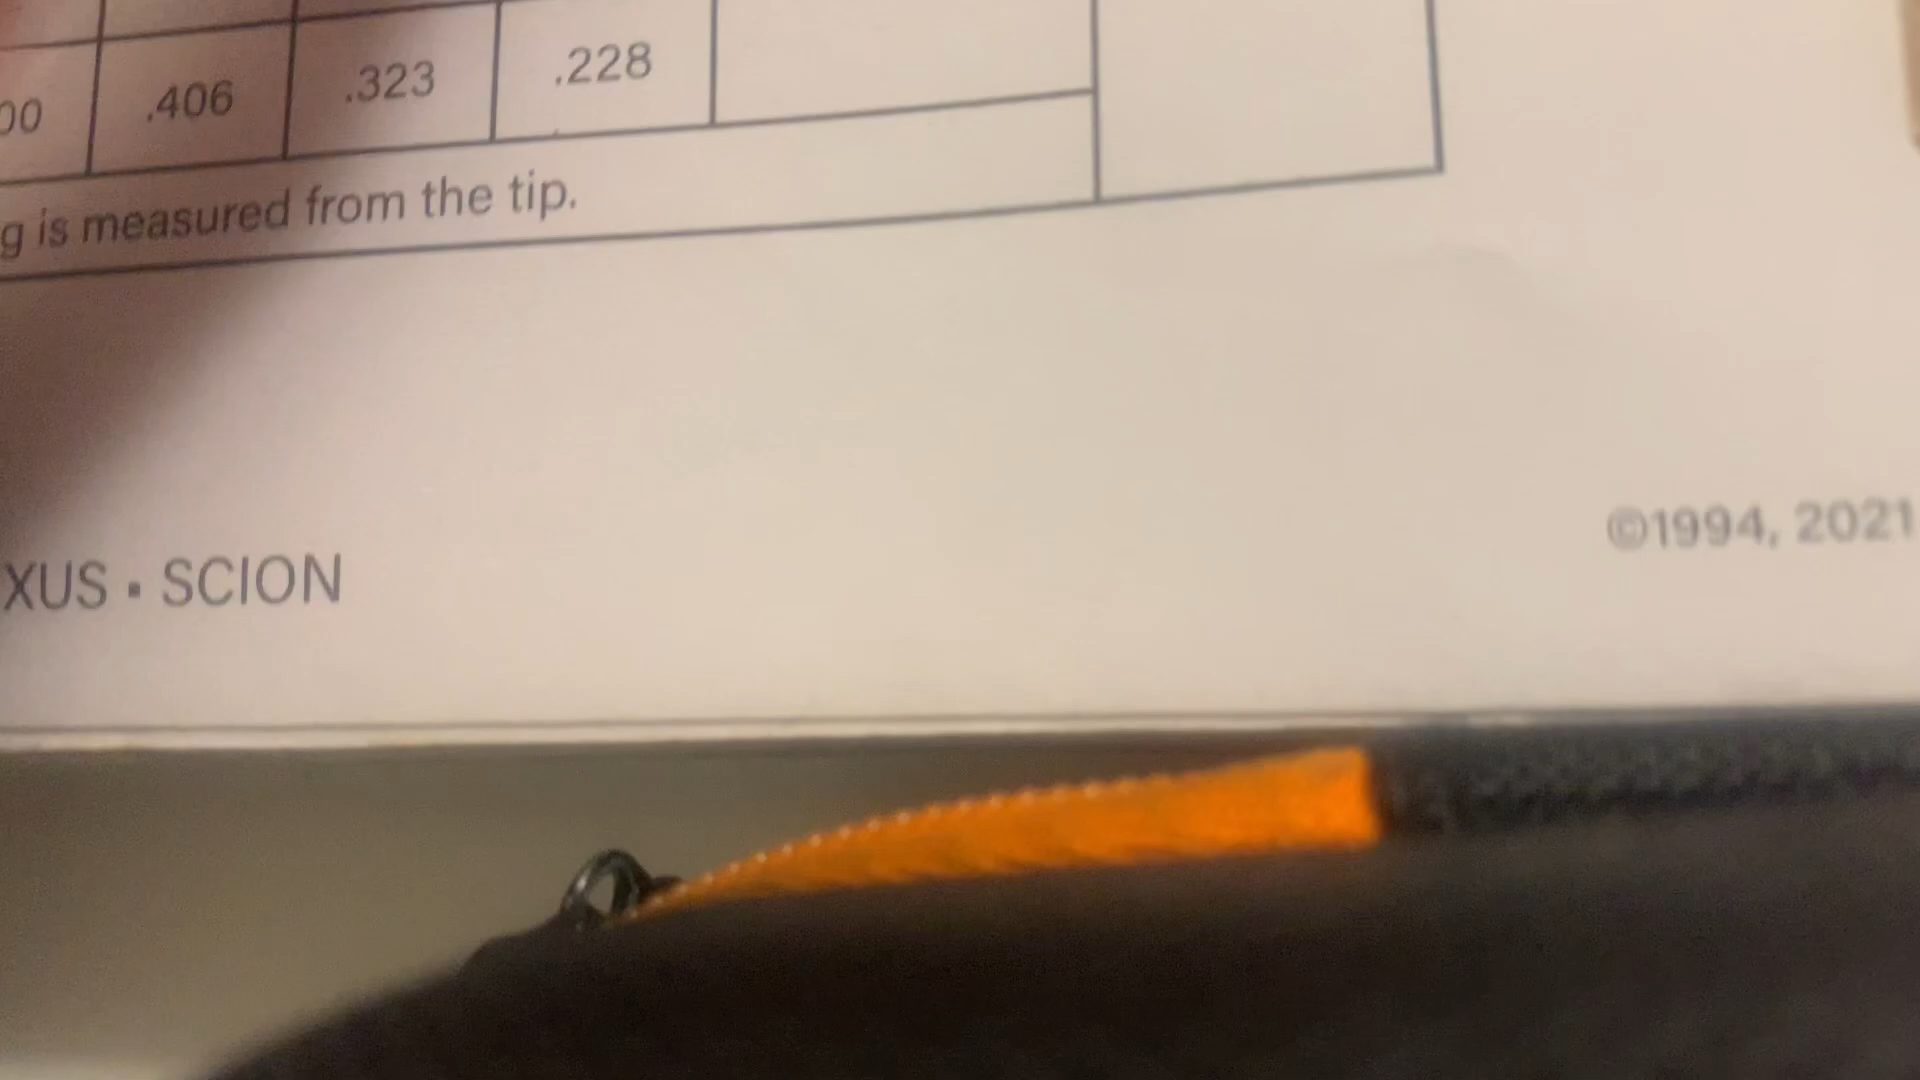 .406 .323 .228
is measured from the tip.
©1994, 2021
SCION